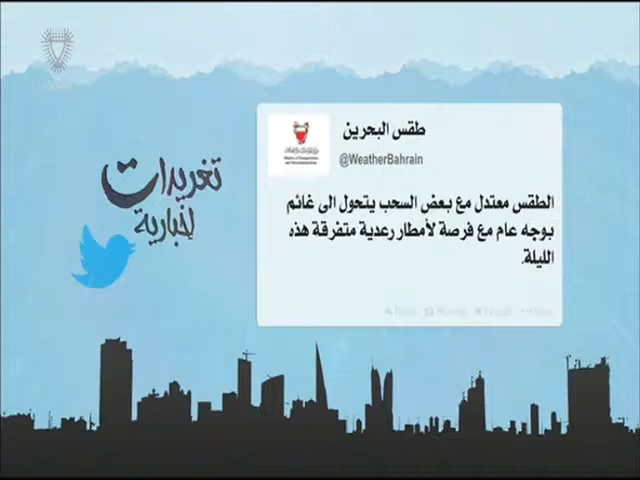 تغريدات
إخبارية
طقس البحرين
@WeatherBahrain
الطقس معتدل مع بعض السحب يتحول الى غائم
بوجه عام مع فرصة لأمطار رعدية متفرقة هذه
الليلة.